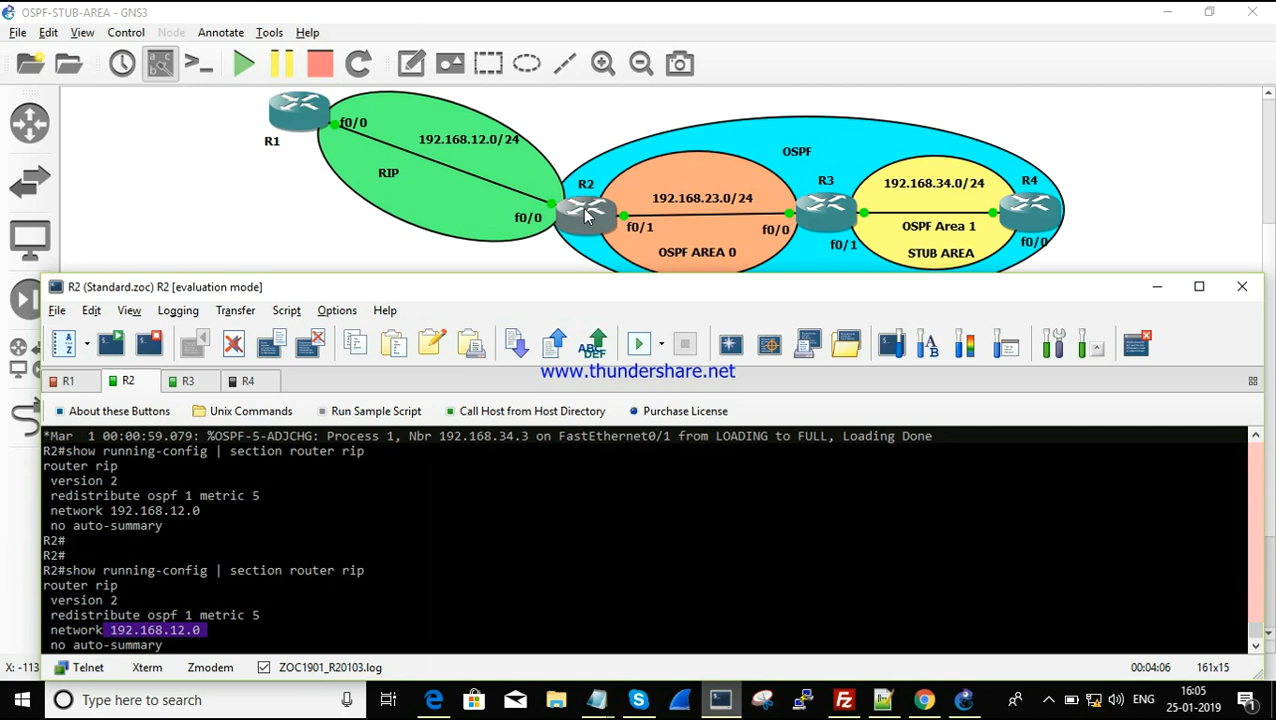 OSPF-STUB-AREA - GNS3
File Edit View Control Node Annotate Tools Help
R1
f0/0
192.168.12.0/24
RIP
OSPF
R2
f0/0
192.168.23.0/24
f0/1
OSPF AREA 0
R3
f0/0
f0/1
192.168.34.0/24
R4
OSPF Area 1
STUB AREA
f0/0
R2 (Standard.zoc) R2 [evaluation mode]
File Edit View Logging Transfer Script Options Help
www.thundershare.net
R1 R2 R3 R4
About these Buttons Unix Commands Run Sample Script Call Host from Host Directory Purchase License
*Mar 1 00:00:59.079: %OSPF-5-ADJCHG: Process 1, Nbr 192.168.34.3 on FastEthernet0/1 from LOADING to FULL, Loading Done
R2#show running-config | section router rip
router rip
version 2
redistribute ospf 1 metric 5
network 192.168.12.0
no auto-summary
R2#
R2#
R2#show running-config | section router rip
router rip
version 2
redistribute ospf 1 metric 5
network 192.168.12.0
no auto-summary
X: -113 Telnet Xterm Zmodem ZOC1901_R20103.log 00:04:06 161x15
Type here to search ENG 16:05
25-01-2019